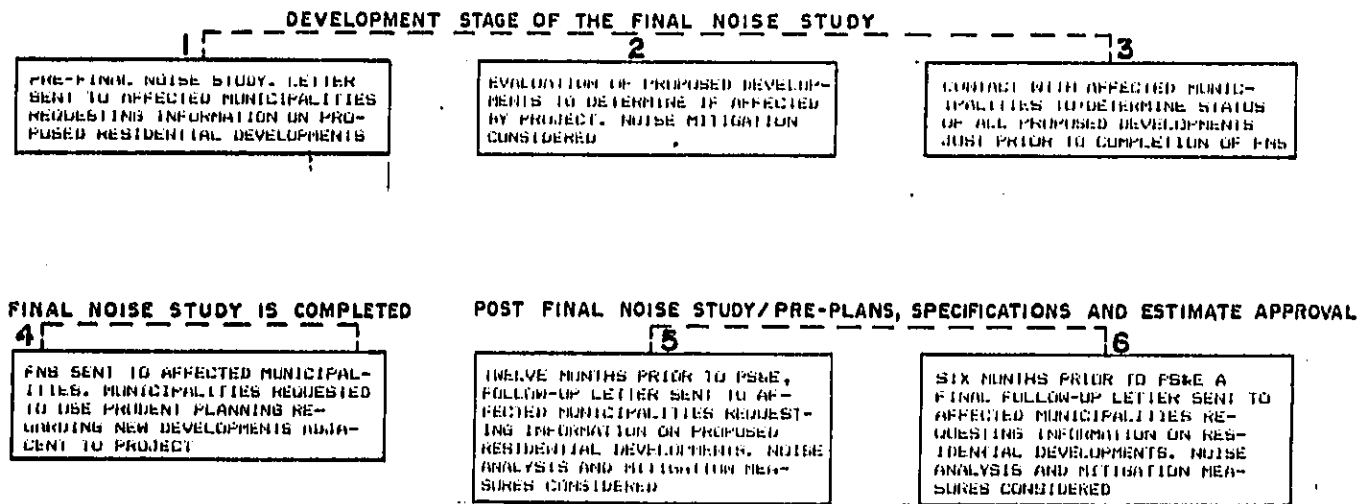 DEVELOPMENT STAGE OF THE FINAL NOISE STUDY
1
PRE-FINAL NOISE STUDY. LETTER
SENT TO AFFECTED MUNICIPALITIES
REQUESTING INFORMATION ON PRO-
POSED RESIDENTIAL DEVELOPMENTS
2
EVALUATION OF PROPOSED DEVELOP-
MENTS TO DETERMINE IF AFFECTED
BY PROJECT. NOISE MITIGATION
CONSIDERED
3
CONTACT WITH AFFECTED MUNIC-
IPALITIES TO DETERMINE STATUS
OF ALL PROPOSED DEVELOPMENTS
JUST PRIOR TO COMPLETION OF FNS
FINAL NOISE STUDY IS COMPLETED
4
FNS SENT TO AFFECTED MUNICIPAL-
ITIES. MUNICIPALITIES REQUESTED
TO USE PRUDENT PLANNING RE-
GARDING NEW DEVELOPMENTS ADJA-
CENT TO PROJECT
POST FINAL NOISE STUDY/PRE-PLANS, SPECIFICATIONS AND ESTIMATE APPROVAL
5
TWELVE MONTHS PRIOR TO PS&E,
FOLLOW-UP LETTER SENT TO AF-
FECTED MUNICIPALITIES REQUEST-
ING INFORMATION ON PROPOSED
RESIDENTIAL DEVELOPMENTS. NOISE
ANALYSIS AND MITIGATION MEA-
SURES CONSIDERED
6
SIX MONTHS PRIOR TO PS&E A
FINAL FOLLOW-UP LETTER SENT TO
AFFECTED MUNICIPALITIES RE-
QUESTING INFORMATION ON RES-
IDENTIAL DEVELOPMENTS. NOISE
ANALYSIS AND MITIGATION MEA-
SURES CONSIDERED